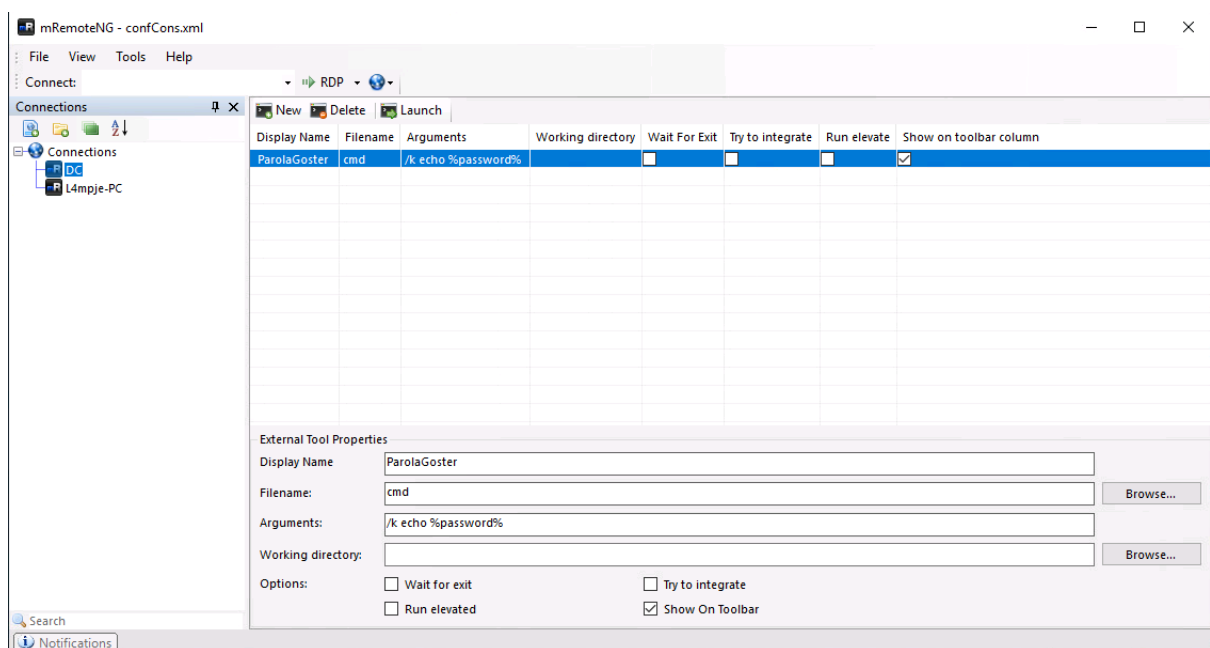 mRemoteNG - confCons.xml
File View Tools Help
Connect: RDP
Connections
New Delete Launch
Display Name Filename Arguments Working directory Wait For Exit Try to integrate Run elevate Show on toolbar column
ParolaGoster cmd /k echo %password%
Connections
DC
L4mpje-PC
External Tool Properties
Display Name ParolaGoster
Filename: cmd Browse...
Arguments: /k echo %password%
Working directory: Browse...
Options: Wait for exit Try to integrate
Run elevated Show On Toolbar
Search
Notifications